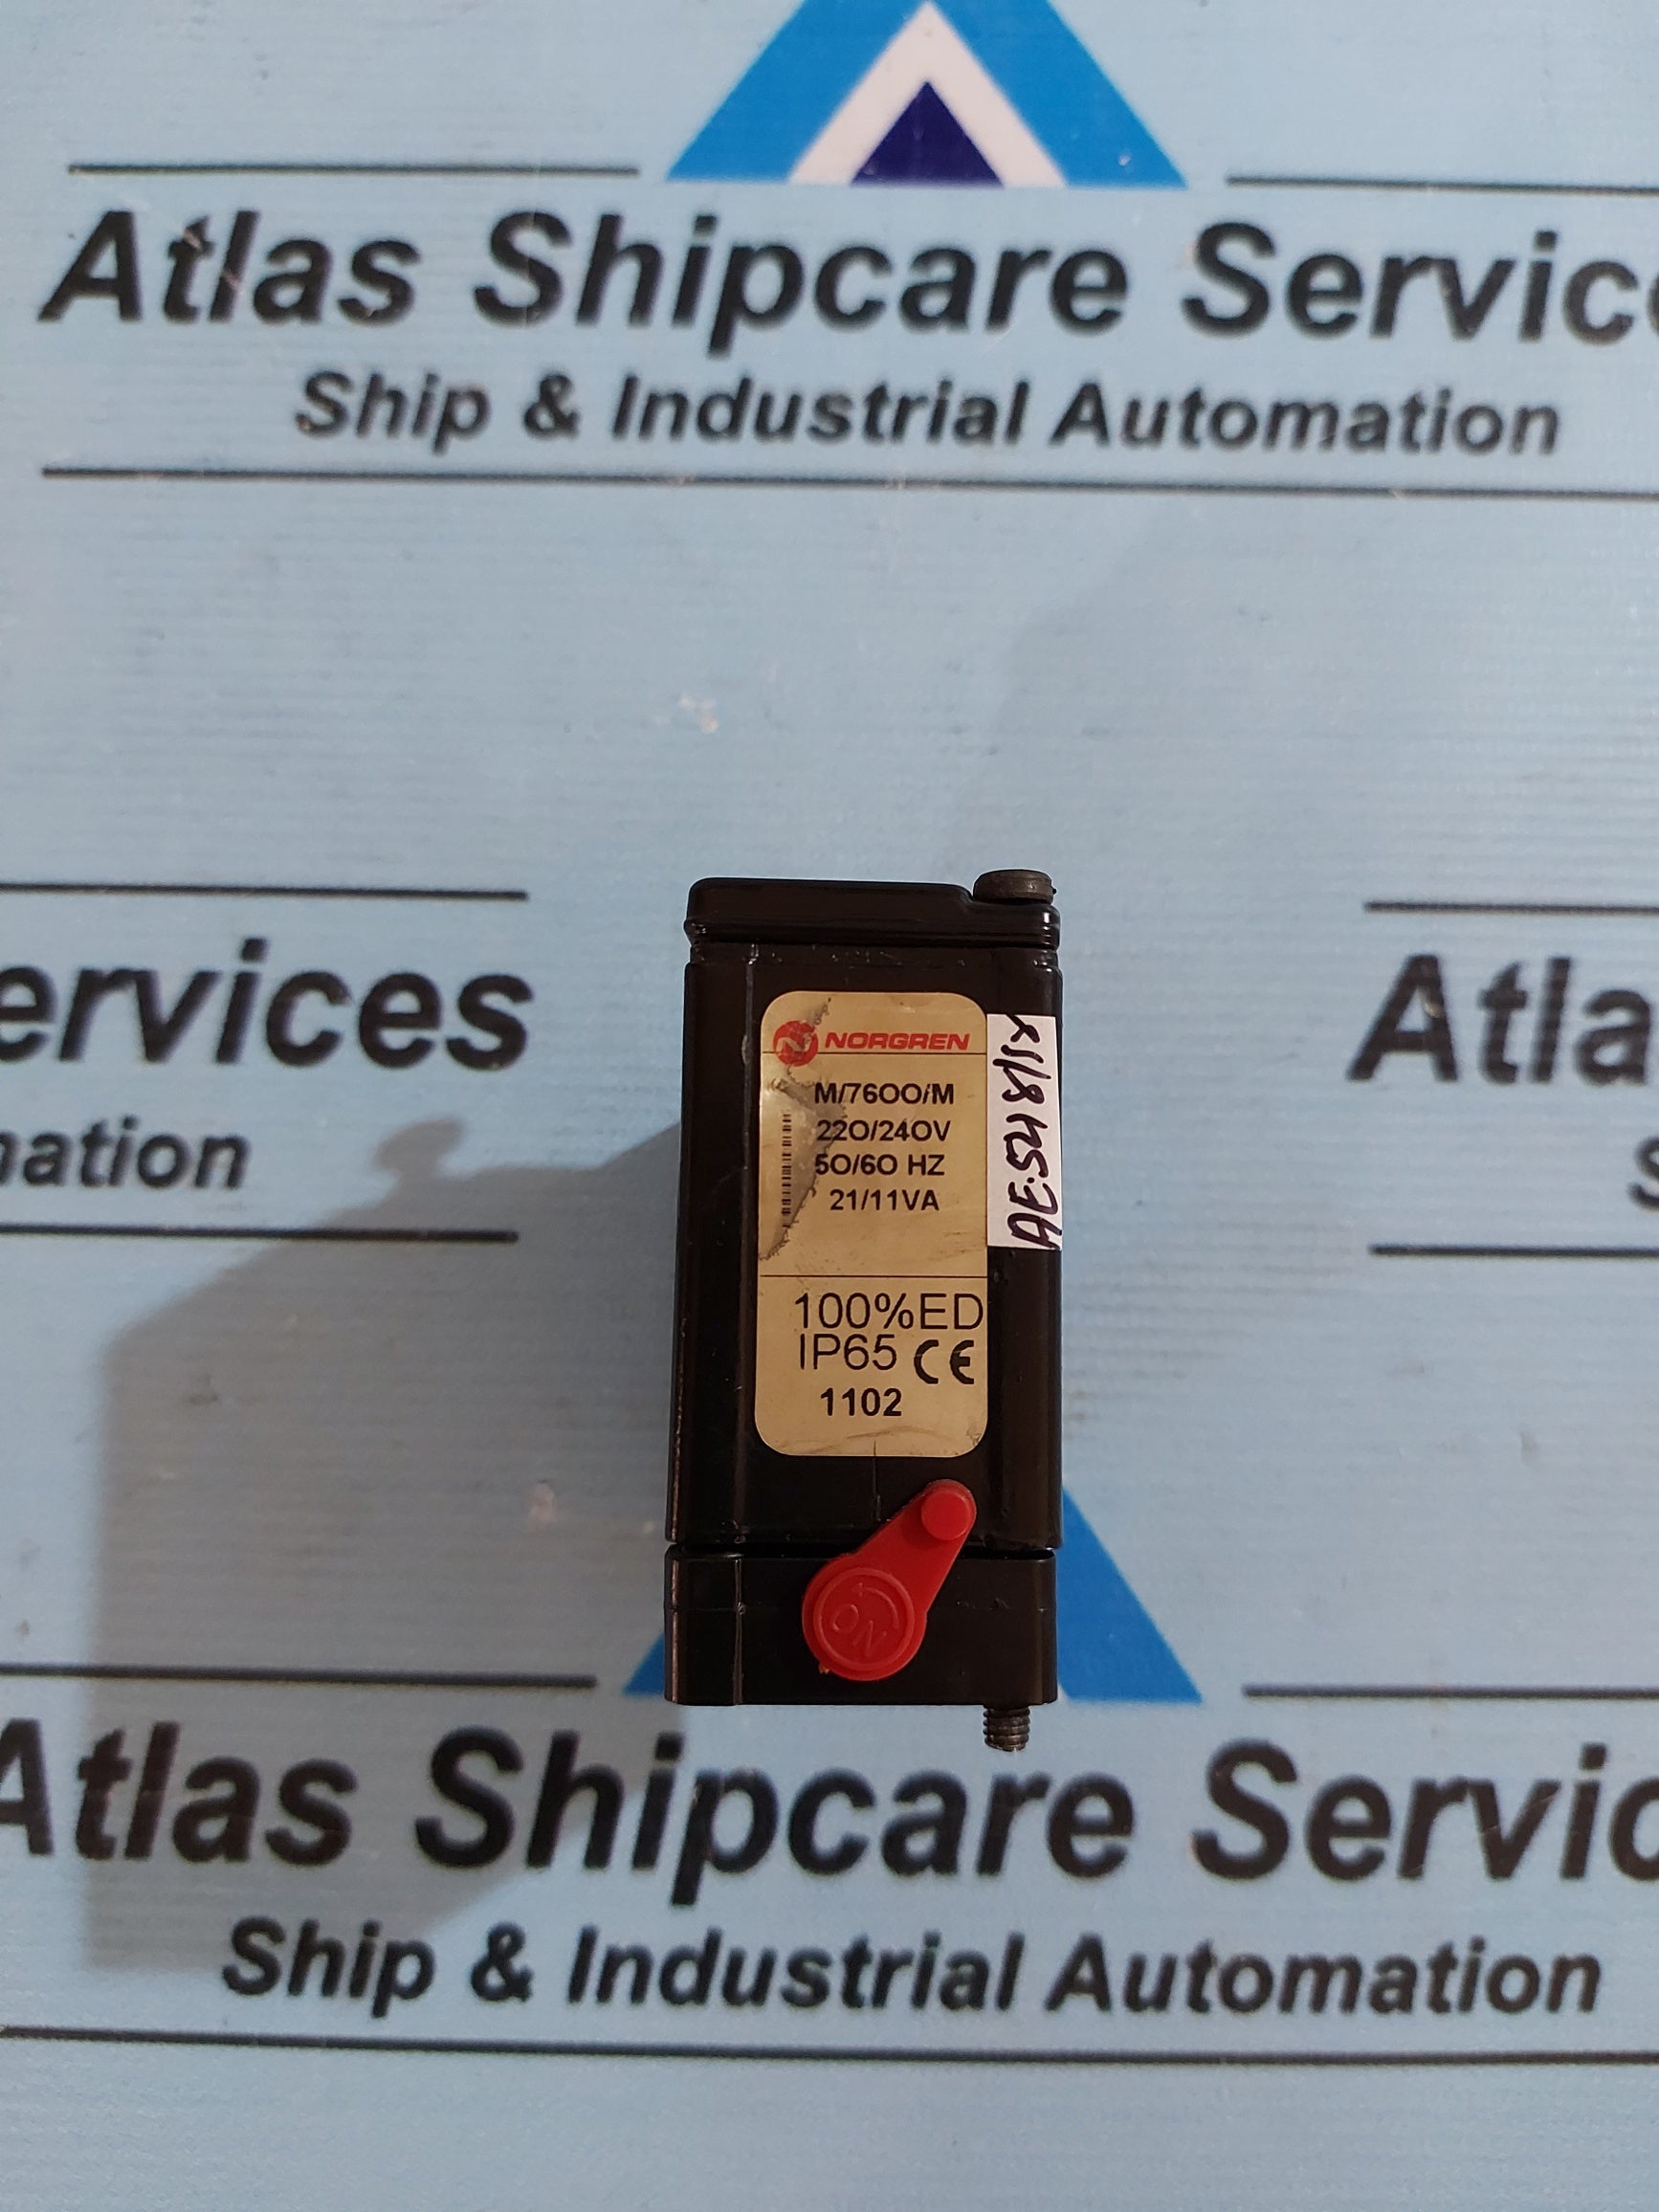 Atlas Shipcare Servic
Ship & Industrial Automation
ervices
Atla
nation
S
NORGREN
M/7600/M
220/240V
50/60 HZ
21/11VA
100%ED
IP65 CE
1102
ON
Atlas Shipcare Servic
Ship & Industrial Automation